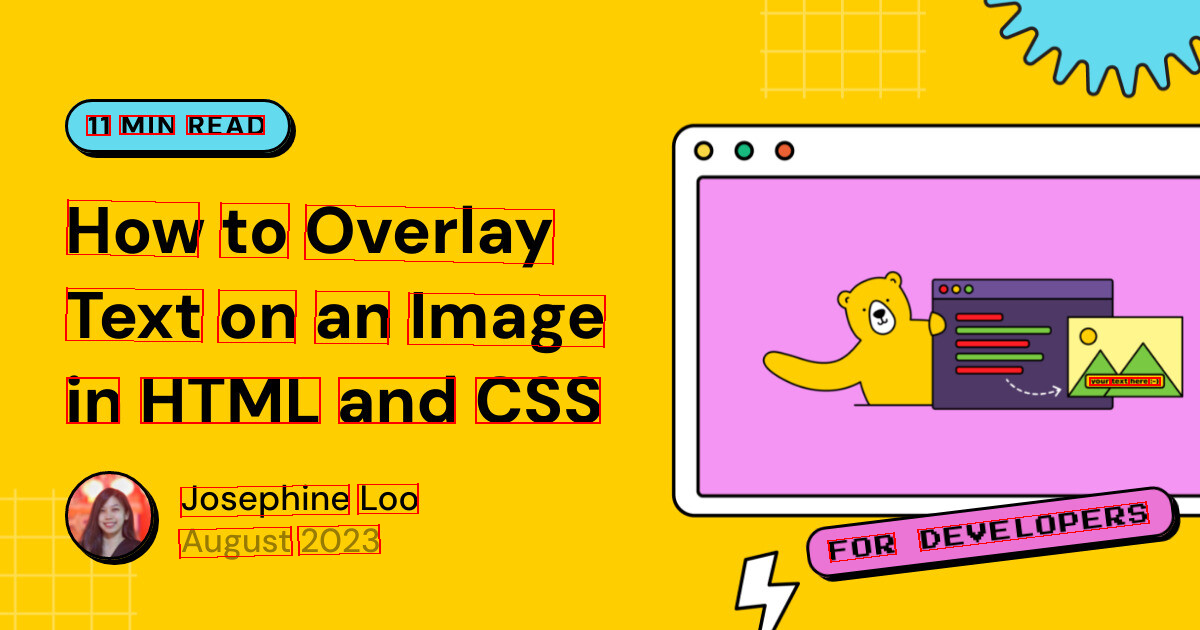 11 MIN READ
How to Overlay
Text on an Image
in HTML and CSS
Josephine Loo
August 2023
your text here :)
FOR DEVELOPERS